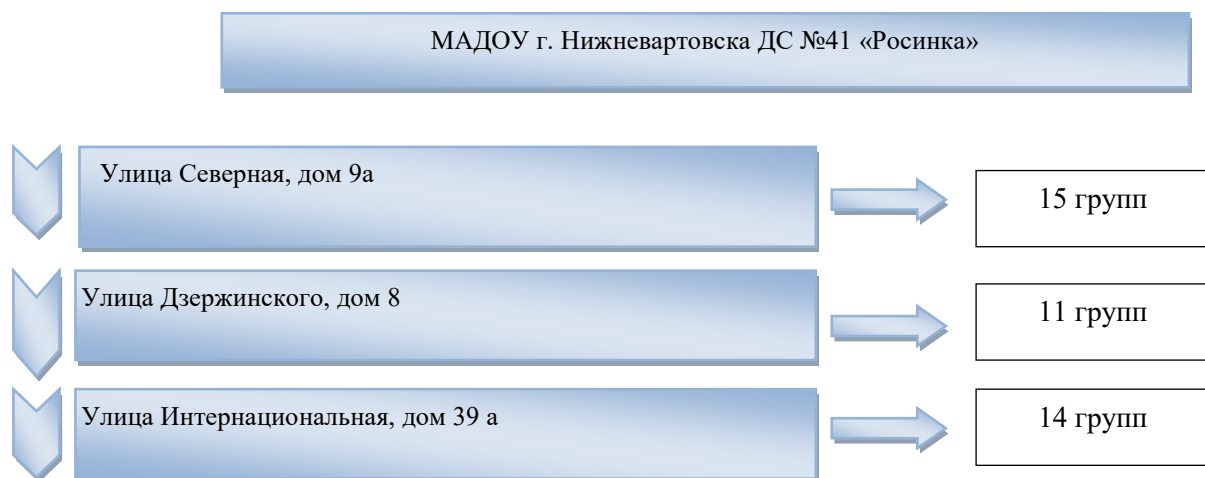 МАДОУ г. Нижневартовска ДС №41 «Росинка»
Улица Северная, дом 9а
15 групп
Улица Дзержинского, дом 8
11 групп
Улица Интернациональная, дом 39 а
14 групп